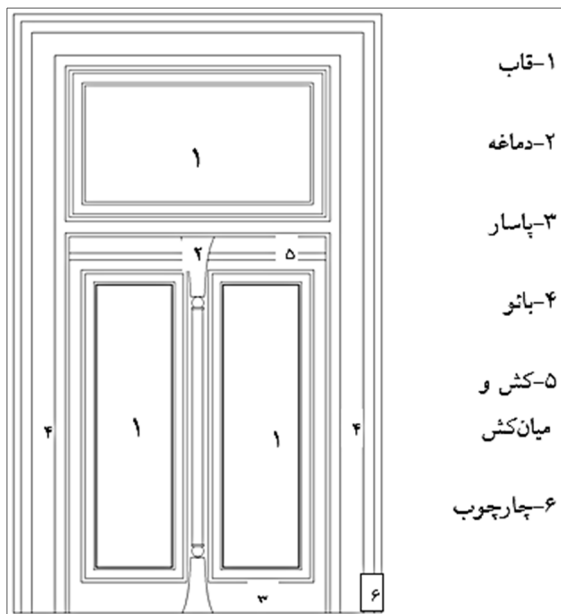 ۱-قاب
۲-دماغه
۳-پاسار
۴-بائو
۵-کش و
میان‌کش
۶-چارچوب
۱
۲
۵
۴
۱
۱
۴
۳
۶